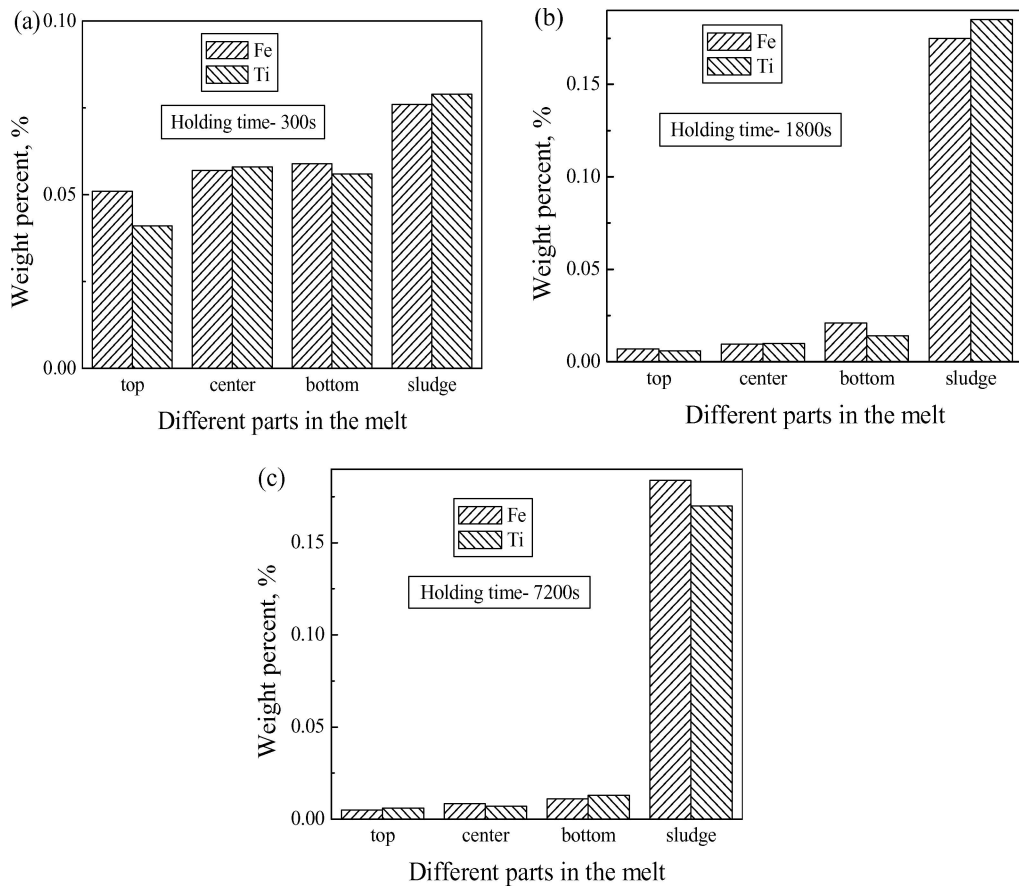 (a)
0.10
0.05
0.00
Weight percent, %
Fe
Ti
Holding time- 300s
top center bottom sludge
Different parts in the melt
(b)
0.15
0.10
0.05
0.00
Weight percent, %
Fe
Ti
Holding time- 1800s
top center bottom sludge
Different parts in the melt
(c)
0.15
0.10
0.05
0.00
Weight percent, %
Fe
Ti
Holding time- 7200s
top center bottom sludge
Different parts in the melt